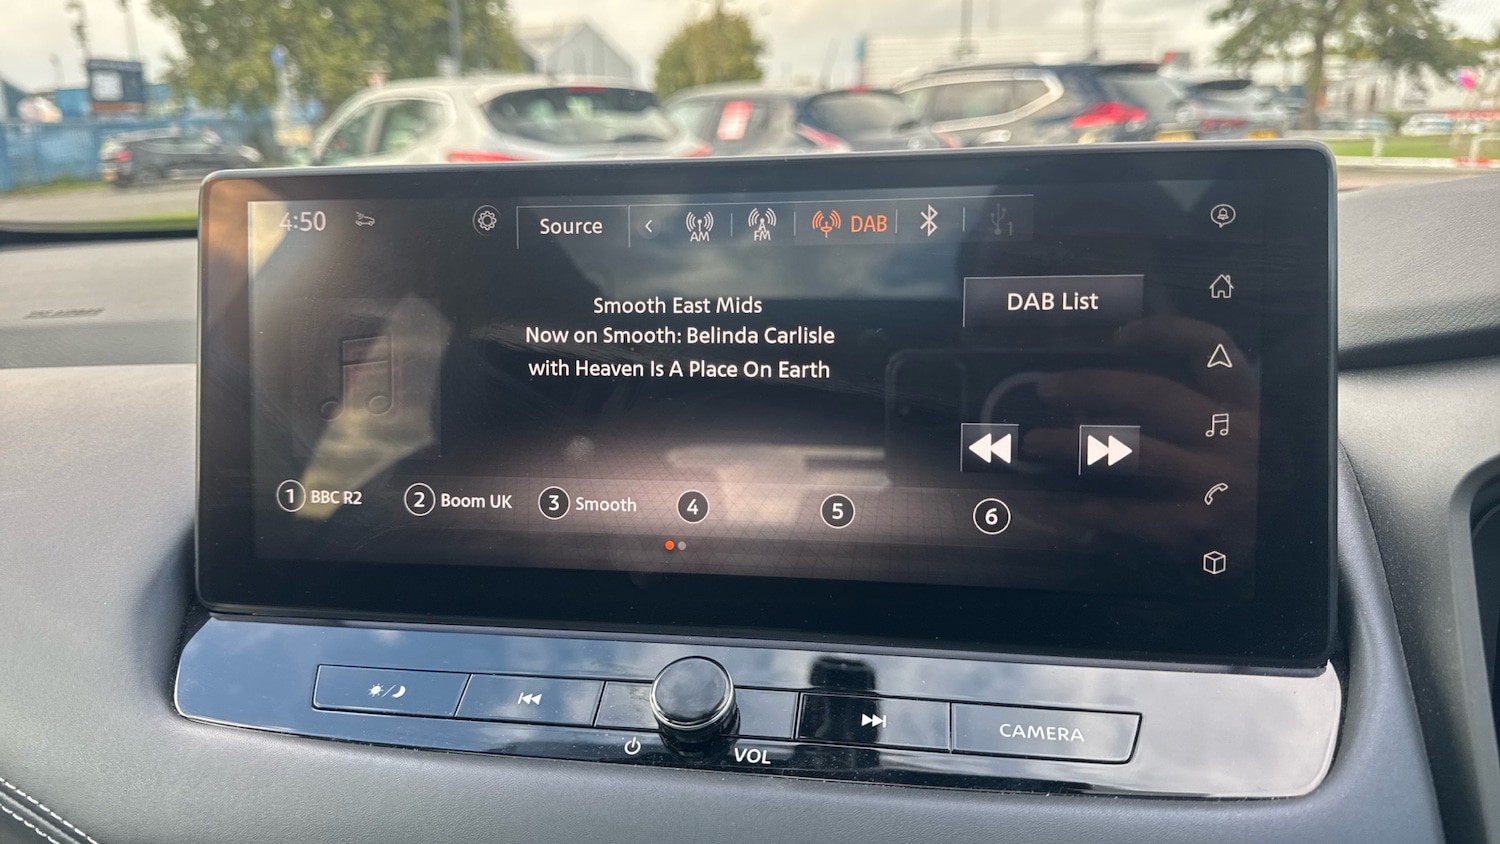 4:50
Source
AM
FM
DAB
1
Smooth East Mids
DAB List
Now on Smooth: Belinda Carlisle
with Heaven Is A Place On Earth
1 BBC R2
2 Boom UK
3 Smooth
4
5
6
VOL
CAMERA